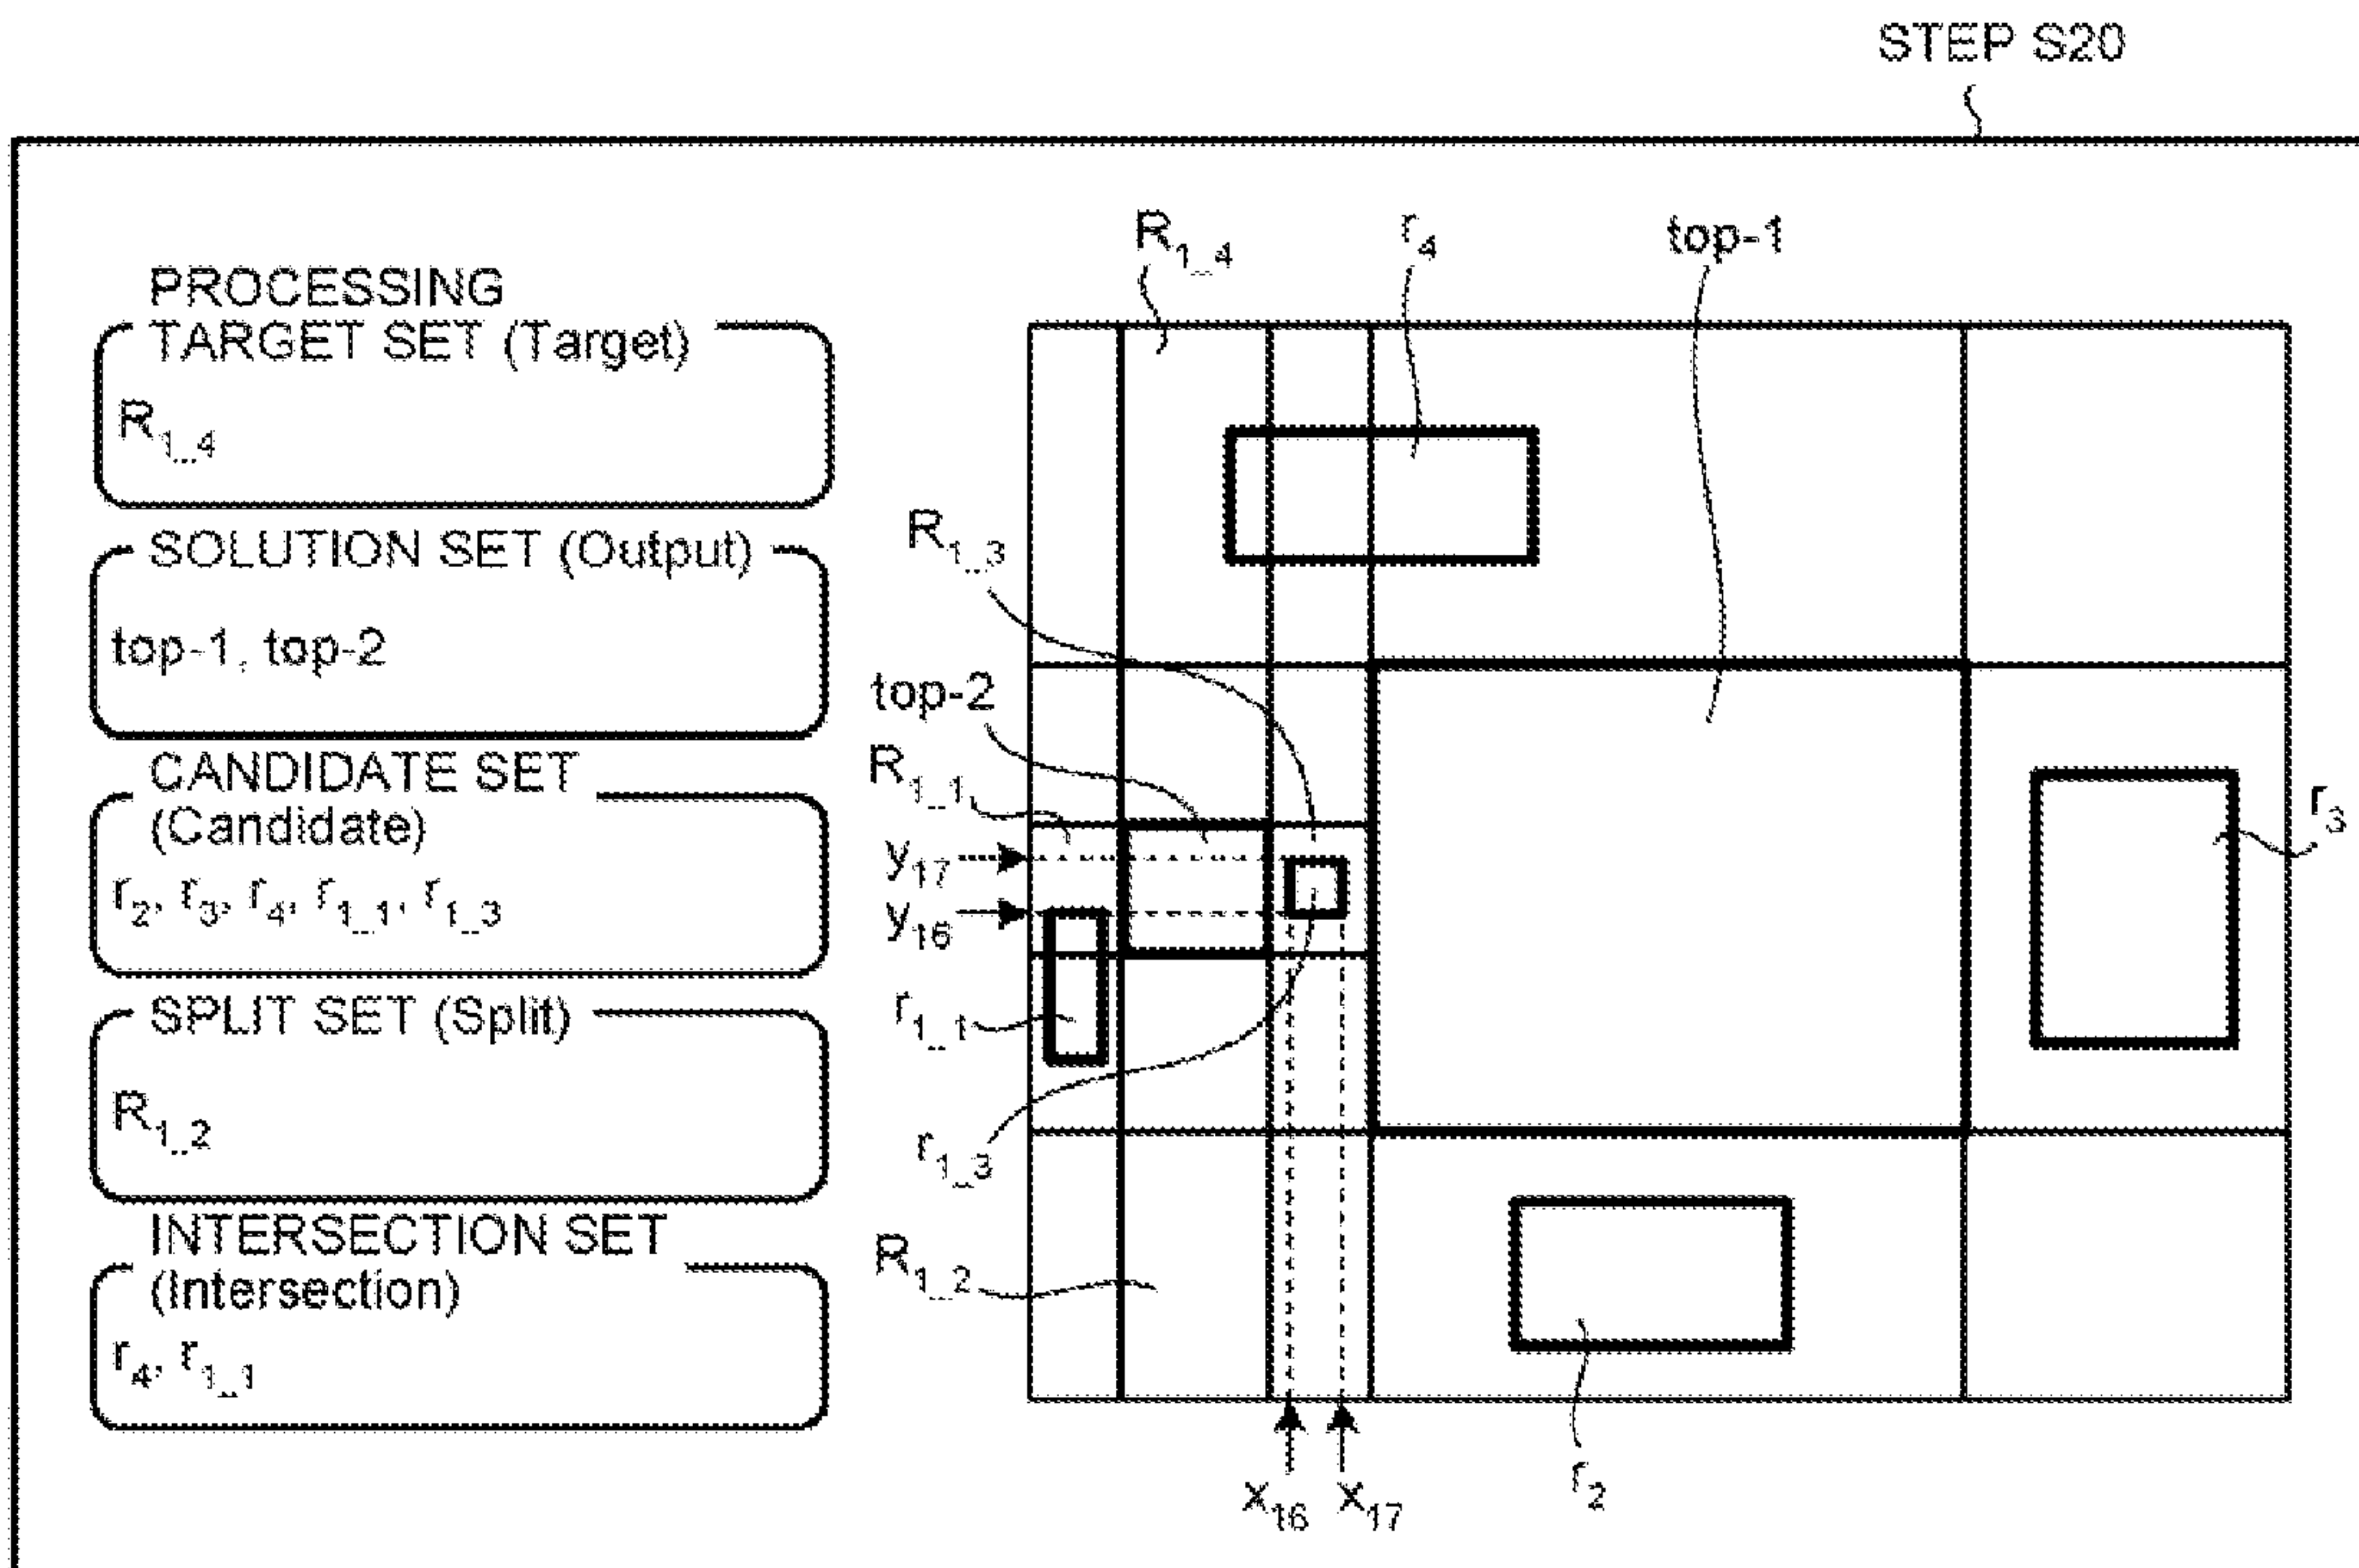 STEP S20
PROCESSING
TARGET SET (Target)
R1_4
SOLUTION SET (Output)
top-1, top-2
CANDIDATE SET
(Candidate)
r2, r3, r4, r1_1, r1_3
SPLIT SET (Split)
R1_2
INTERSECTION SET
(Intersection)
r4, r1_1
R1_4
r4
top-1
R1_3
top-2
R1_1
y17
y16
r1_1
r1_3
R1_2
r3
x16
x17
r2